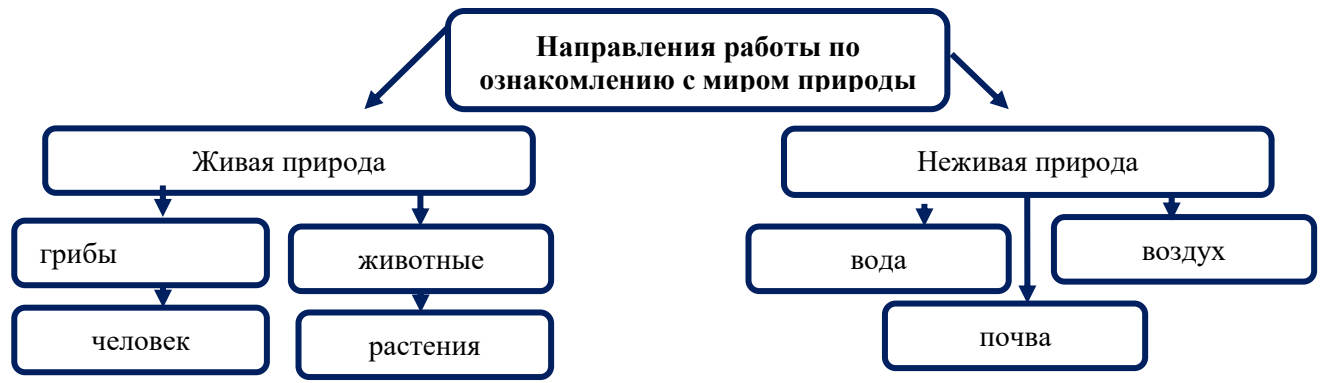 Направления работы по
ознакомлению с миром природы
Живая природа
Неживая природа
грибы
животные
вода
воздух
человек
растения
почва